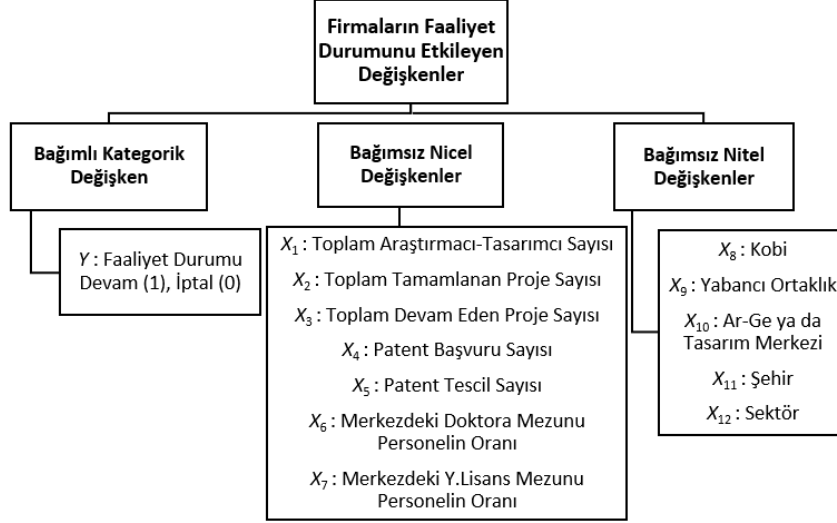 Firmaların Faaliyet
Durumunu Etkileyen
Değişkenler
Bağımlı Kategorik
Değişken
Y : Faaliyet Durumu
Devam (1), İptal (0)
Bağımsız Nicel
Değişkenler
X₁ : Toplam Araştırmacı-Tasarımcı Sayısı
X₂ : Toplam Tamamlanan Proje Sayısı
X₃ : Toplam Devam Eden Proje Sayısı
X₄ : Patent Başvuru Sayısı
X₅ : Patent Tescil Sayısı
X₆ : Merkezdeki Doktora Mezunu
Personelin Oranı
X₇ : Merkezdeki Y.Lisans Mezunu
Personelin Oranı
Bağımsız Nitel
Değişkenler
X₈ : Kobi
X₉ : Yabancı Ortaklık
X₁₀ : Ar-Ge ya da
Tasarım Merkezi
X₁₁ : Şehir
X₁₂ : Sektör